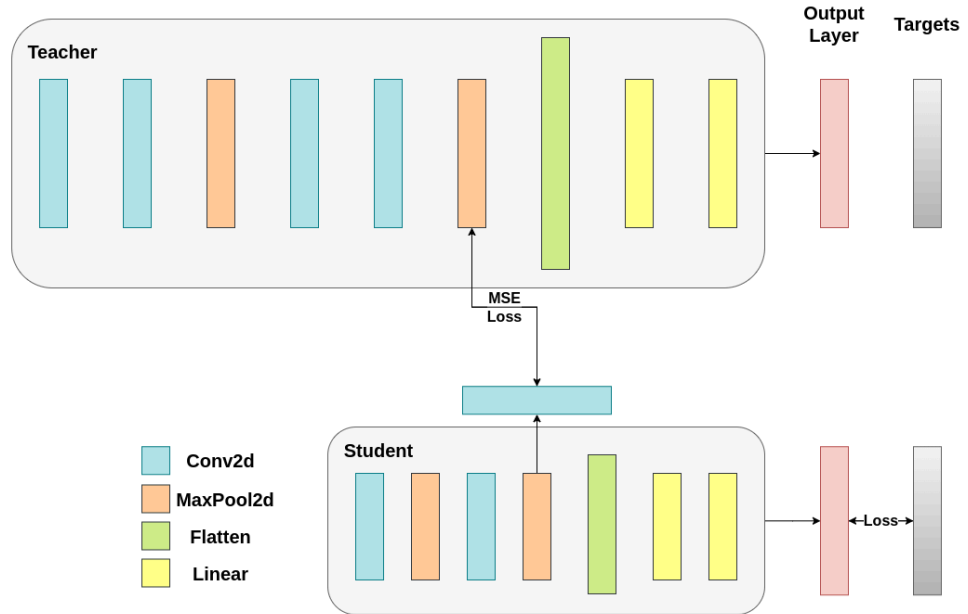 Output
Layer
Targets
Teacher
MSE
Loss
Student
Conv2d
MaxPool2d
Flatten
Linear
Loss